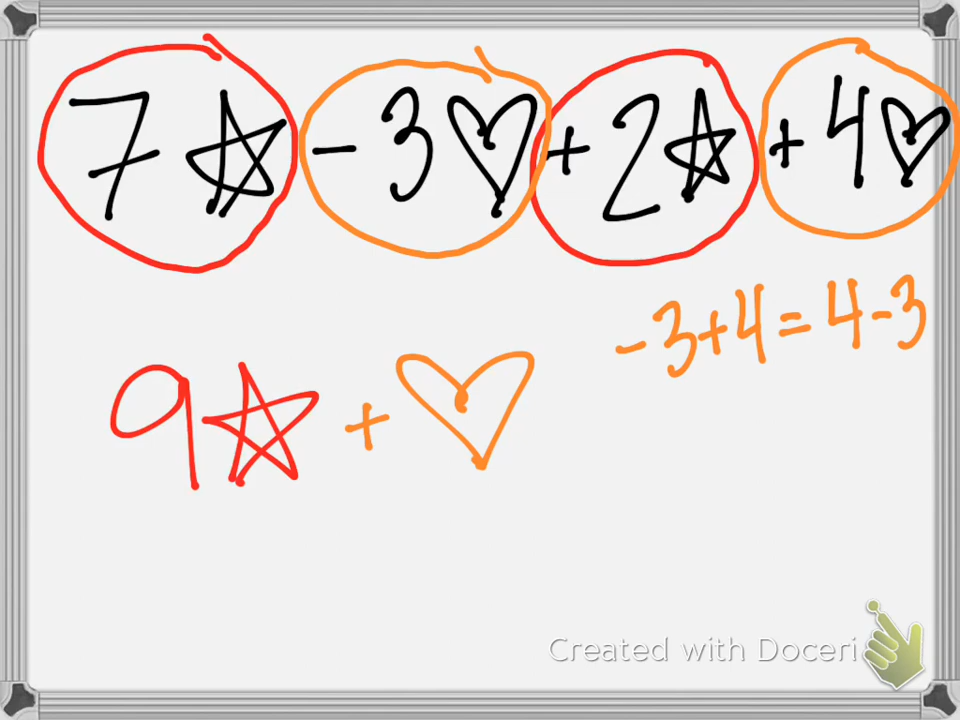 7☆ - 3♡ + 2☆ + 4♡
-3+4 = 4-3
9☆ + ♡
Created with Doceri